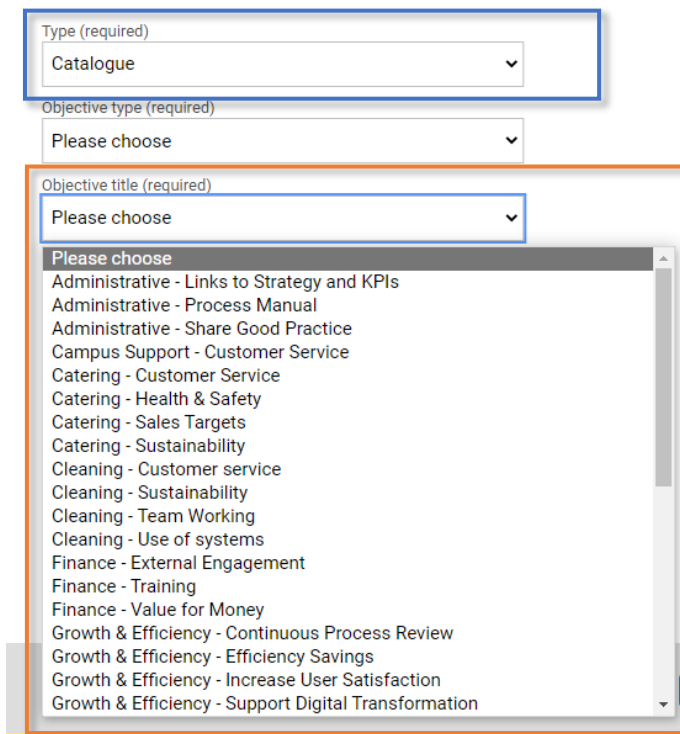 Type (required)
Catalogue
Objective type (required)
Please choose
Objective title (required)
Please choose
Please choose
Administrative - Links to Strategy and KPIs
Administrative - Process Manual
Administrative - Share Good Practice
Campus Support - Customer Service
Catering - Customer Service
Catering - Health & Safety
Catering - Sales Targets
Catering - Sustainability
Cleaning - Customer service
Cleaning - Sustainability
Cleaning - Team Working
Cleaning - Use of systems
Finance - External Engagement
Finance - Training
Finance - Value for Money
Growth & Efficiency - Continuous Process Review
Growth & Efficiency - Efficiency Savings
Growth & Efficiency - Increase User Satisfaction
Growth & Efficiency - Support Digital Transformation